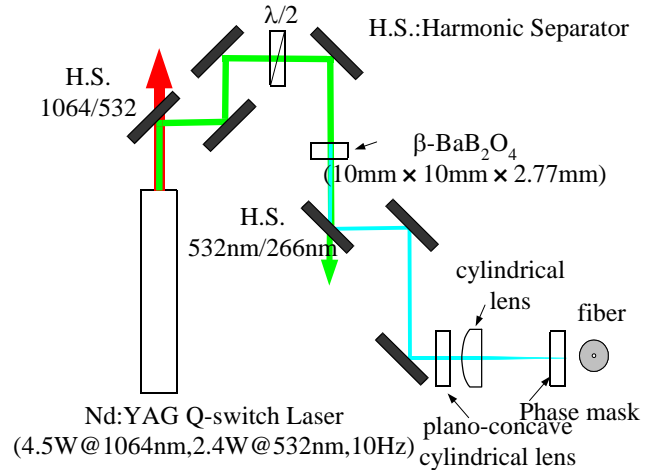 λ/2
H.S.:Harmonic Separator
H.S.
1064/532
β-BaB₂O₄
(10mm × 10mm × 2.77mm)
H.S.
532nm/266nm
cylindrical
lens
fiber
Phase mask
plano-concave
cylindrical lens
Nd:YAG Q-switch Laser
(4.5W@1064nm,2.4W@532nm,10Hz)